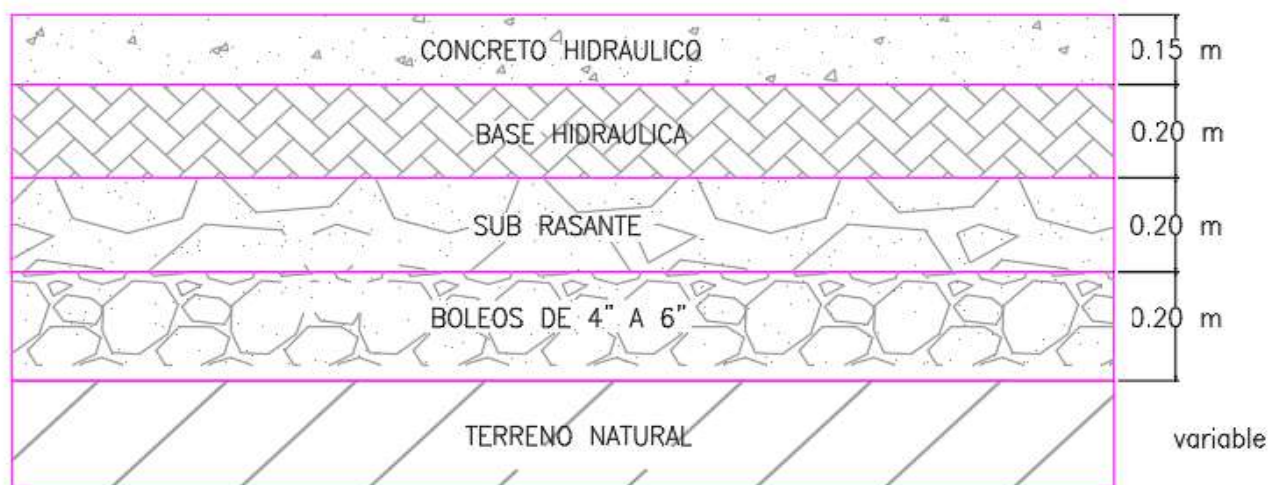 CONCRETO HIDRAULICO 0.15 m
BASE HIDRAULICA 0.20 m
SUB RASANTE 0.20 m
BOLEOS DE 4" A 6" 0.20 m
TERRENO NATURAL variable